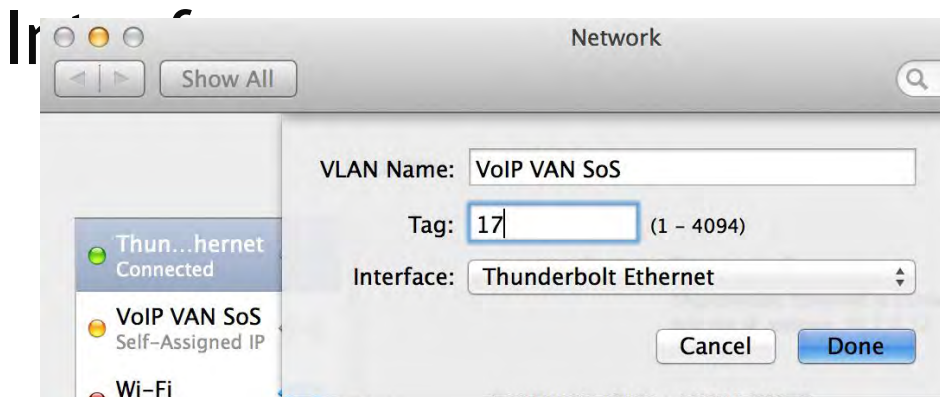 Network
Show All
VLAN Name: VoIP VAN SoS
Tag: 17 (1 – 4094)
Interface: Thunderbolt Ethernet
Cancel Done
Thun...hernet
Connected
VoIP VAN SoS
Self-Assigned IP
Wi-Fi